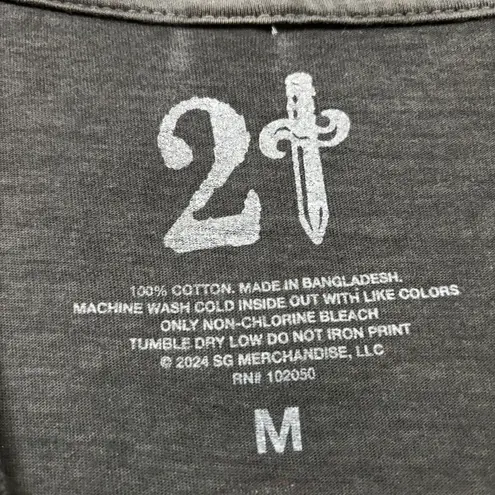 2
100% COTTON. MADE IN BANGLADESH.
MACHINE WASH COLD INSIDE OUT WITH LIKE COLORS
ONLY NON-CHLORINE BLEACH
TUMBLE DRY LOW DO NOT IRON PRINT
© 2024 SG MERCHANDISE, LLC
RN# 102050
M